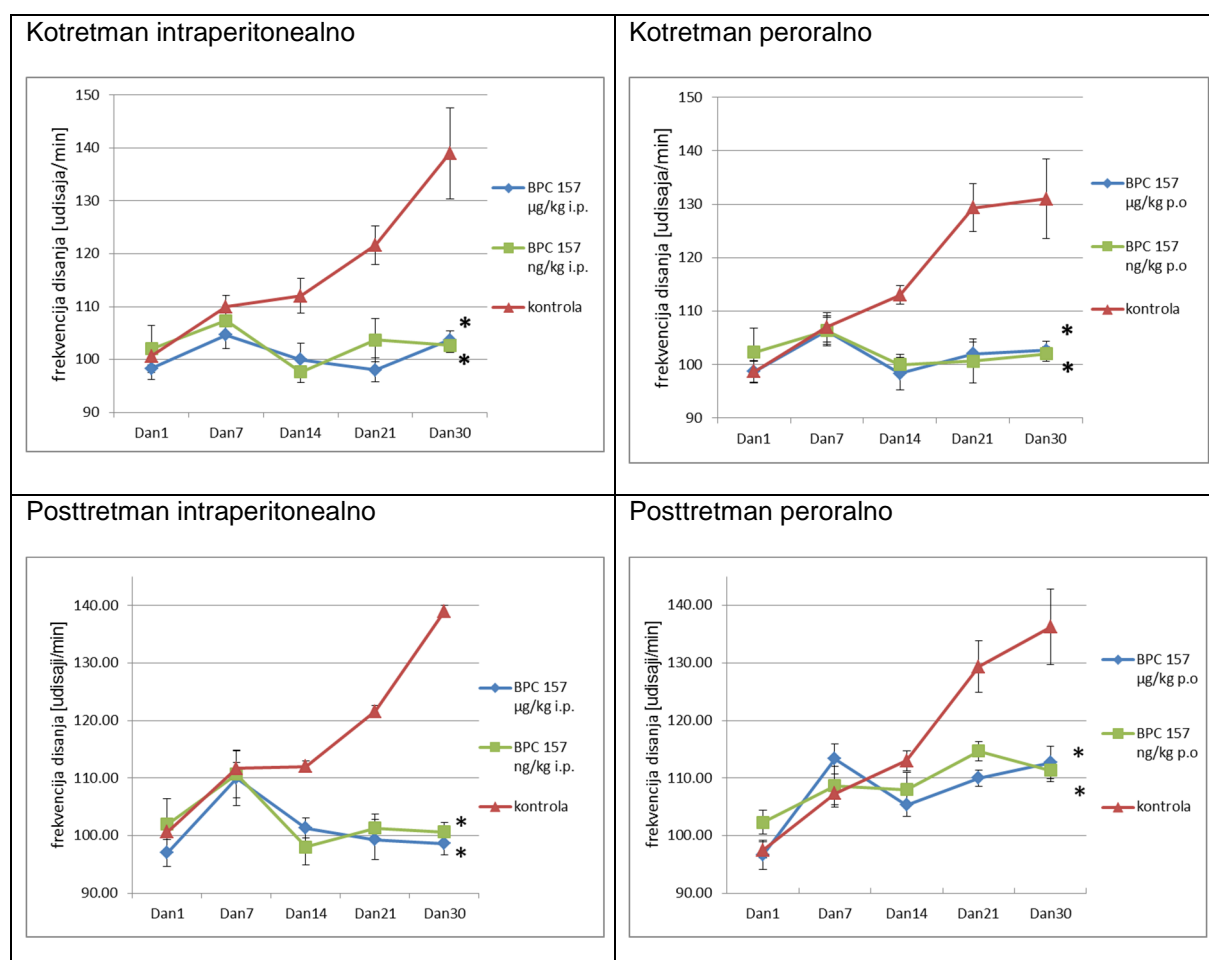 Kotretman intraperitonealno
frekvencija disanja [udisaja/min]
150
140
130
120
110
100
90
Dan1 Dan7 Dan14 Dan21 Dan30
*
*
BPC 157
µg/kg i.p.
BPC 157
ng/kg i.p.
kontrola
Kotretman peroralno
frekvencija disanja [udisaja/min]
150
140
130
120
110
100
90
Dan1 Dan7 Dan14 Dan21 Dan30
*
*
BPC 157
µg/kg p.o
BPC 157
ng/kg p.o
kontrola
Posttretman intraperitonealno
frekvencija disanja [udisaji/min]
140.00
130.00
120.00
110.00
100.00
90.00
Dan1 Dan7 Dan14 Dan21 Dan30
*
*
BPC 157
µg/kg i.p.
BPC 157
ng/kg i.p.
kontrola
Posttretman peroralno
frekvencija disanja [udisaji/min]
140.00
130.00
120.00
110.00
100.00
90.00
Dan1 Dan7 Dan14 Dan21 Dan30
*
*
BPC 157
µg/kg p.o
BPC 157
ng/kg p.o
kontrola